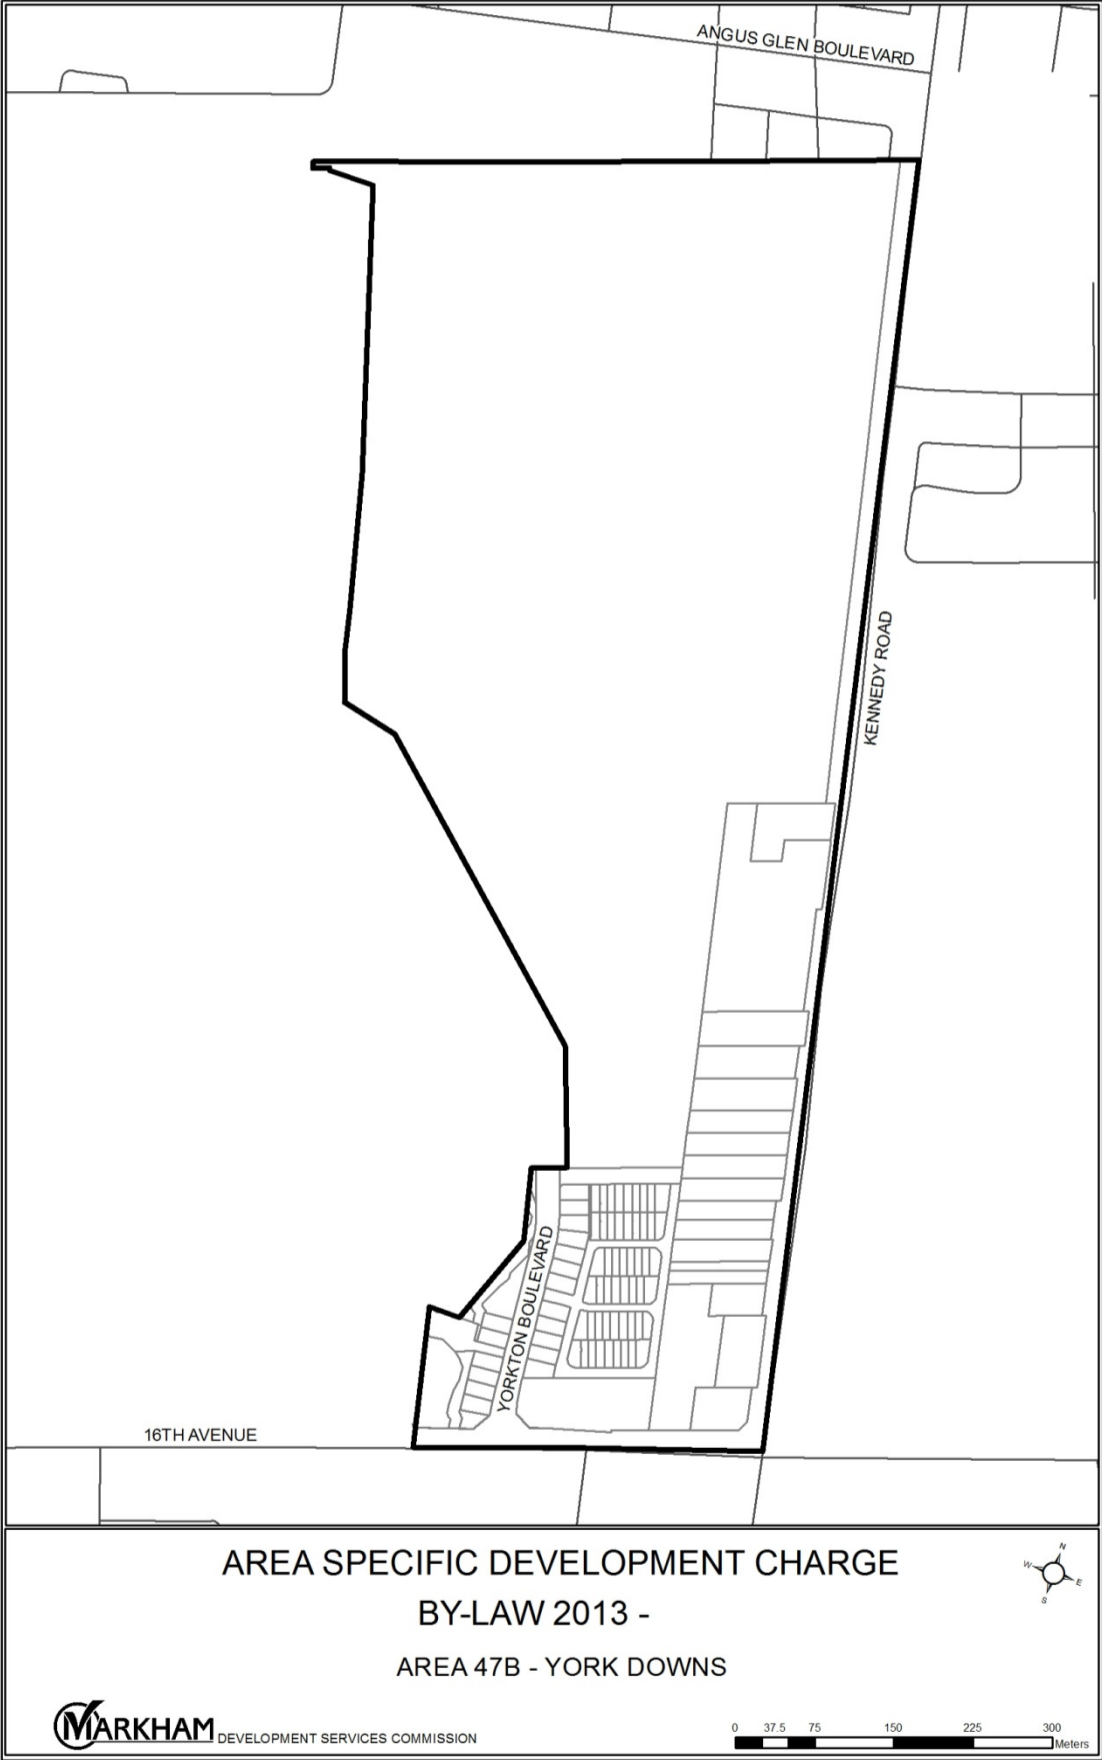 ANGUS GLEN BOULEVARD
KENNEDY ROAD
YORKTON BOULEVARD
16TH AVENUE
AREA SPECIFIC DEVELOPMENT CHARGE
BY-LAW 2013 -
AREA 47B - YORK DOWNS
N
W
E
S
MARKHAM DEVELOPMENT SERVICES COMMISSION
0 37.5 75 150 225 300
Meters